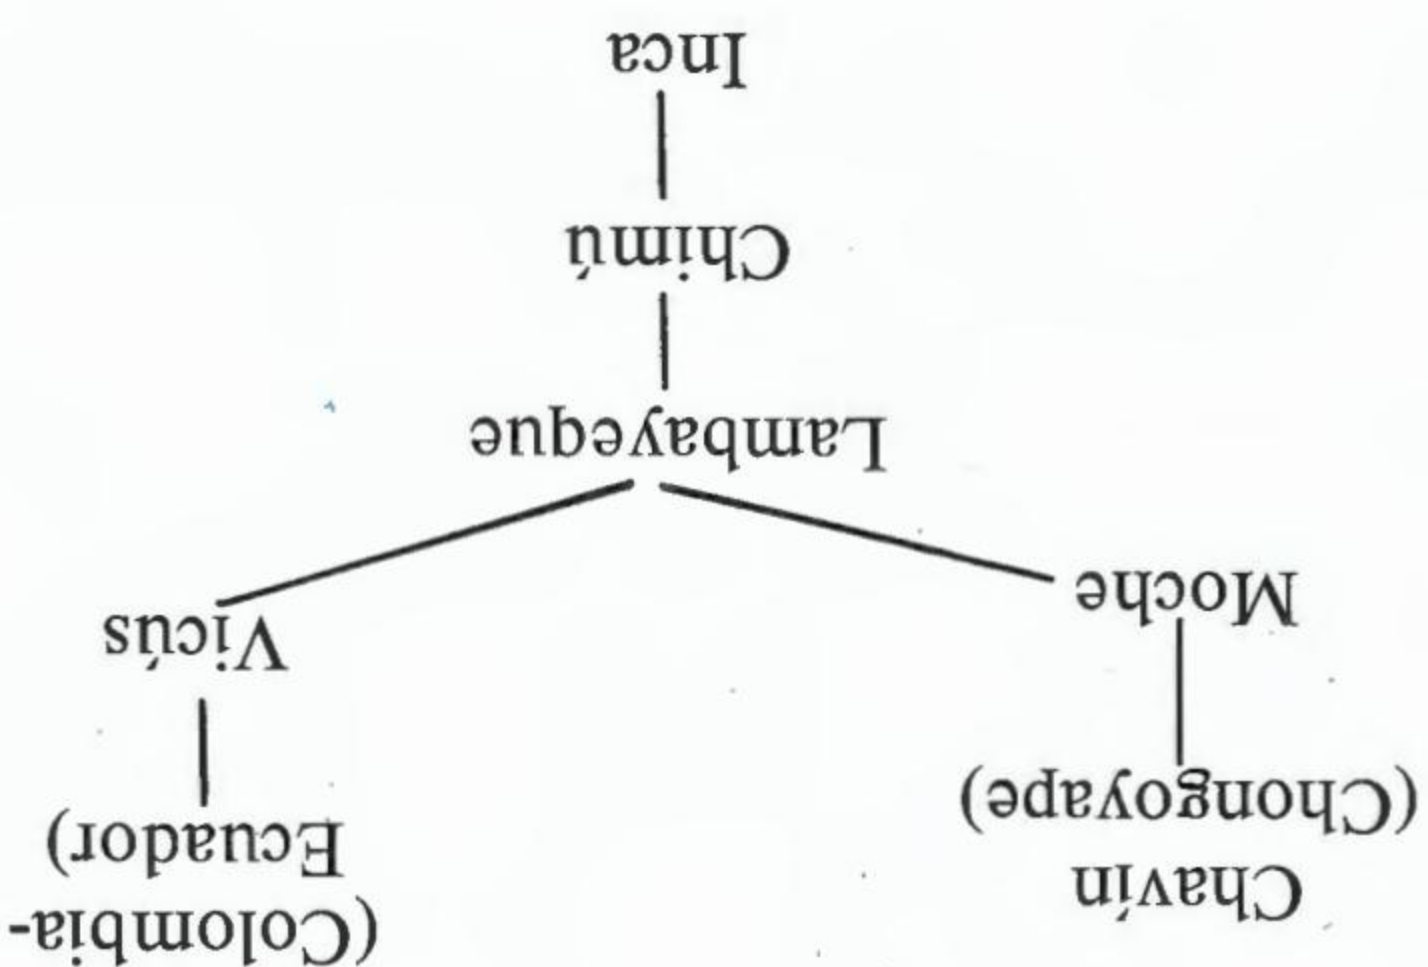 Chavín
(Chongoyape)
(Colombia-
Ecuador)
Moche
Vicús
Lambayeque
Chimú
Inca